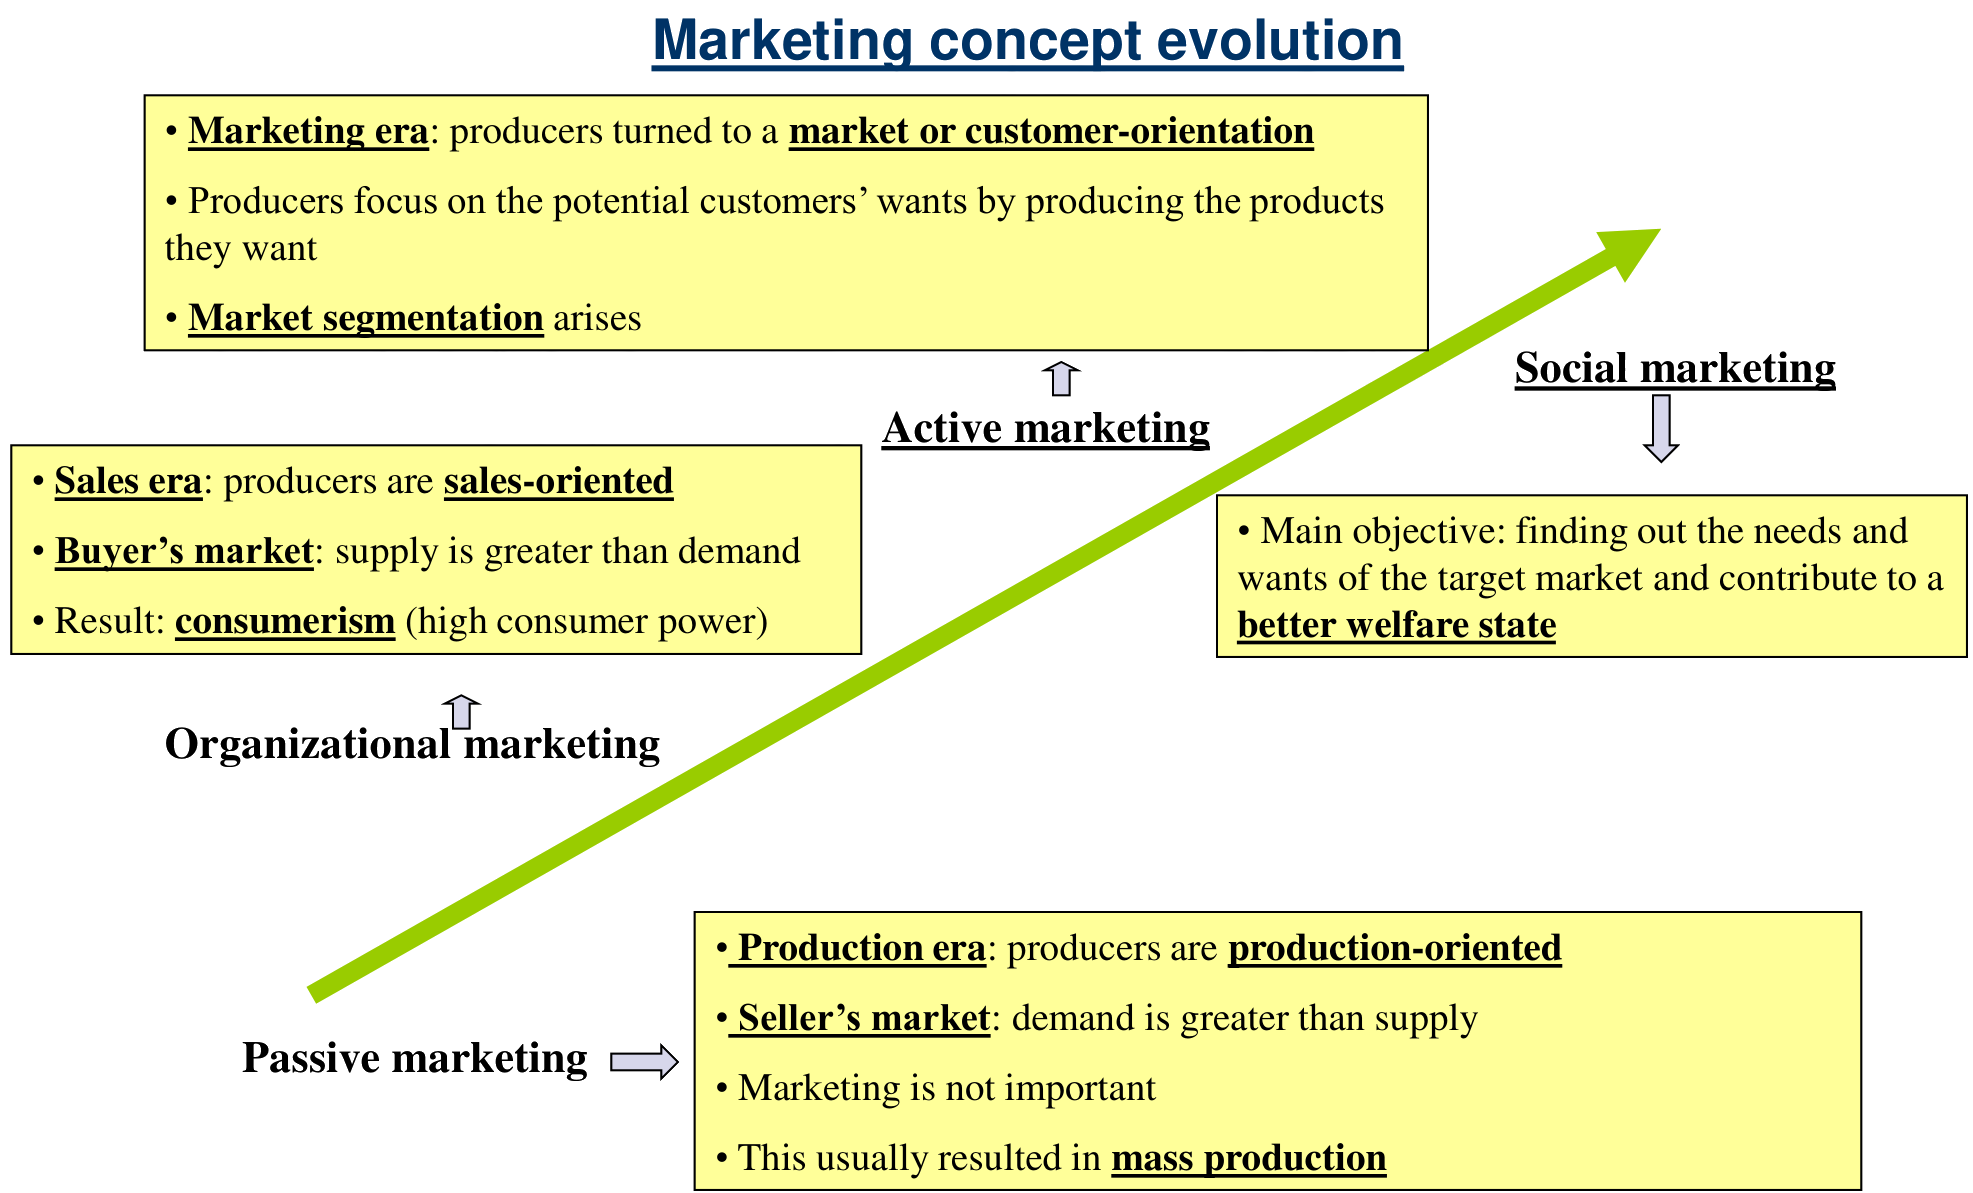 Marketing concept evolution
• Marketing era: producers turned to a market or customer-orientation
• Producers focus on the potential customers’ wants by producing the products
they want
• Market segmentation arises
Social marketing
Active marketing
• Sales era: producers are sales-oriented
• Buyer’s market: supply is greater than demand
• Result: consumerism (high consumer power)
• Main objective: finding out the needs and
wants of the target market and contribute to a
better welfare state
Organizational marketing
• Production era: producers are production-oriented
• Seller’s market: demand is greater than supply
Passive marketing
• Marketing is not important
• This usually resulted in mass production